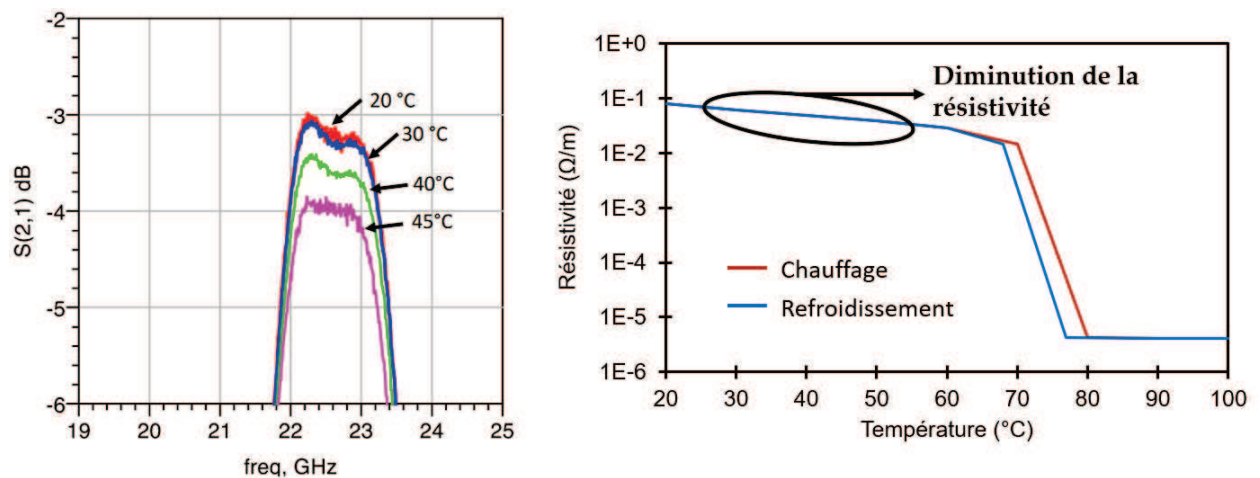 -2
-3
-4
-5
-6
S(2,1) dB
20 °C
30 °C
40°C
45°C
19 20 21 22 23 24 25
freq, GHz
1E+0
1E-1
1E-2
1E-3
1E-4
1E-5
1E-6
Résistivité (Ω/m)
Diminution de la
résistivité
Chauffage
Refroidissement
20 30 40 50 60 70 80 90 100
Température (°C)